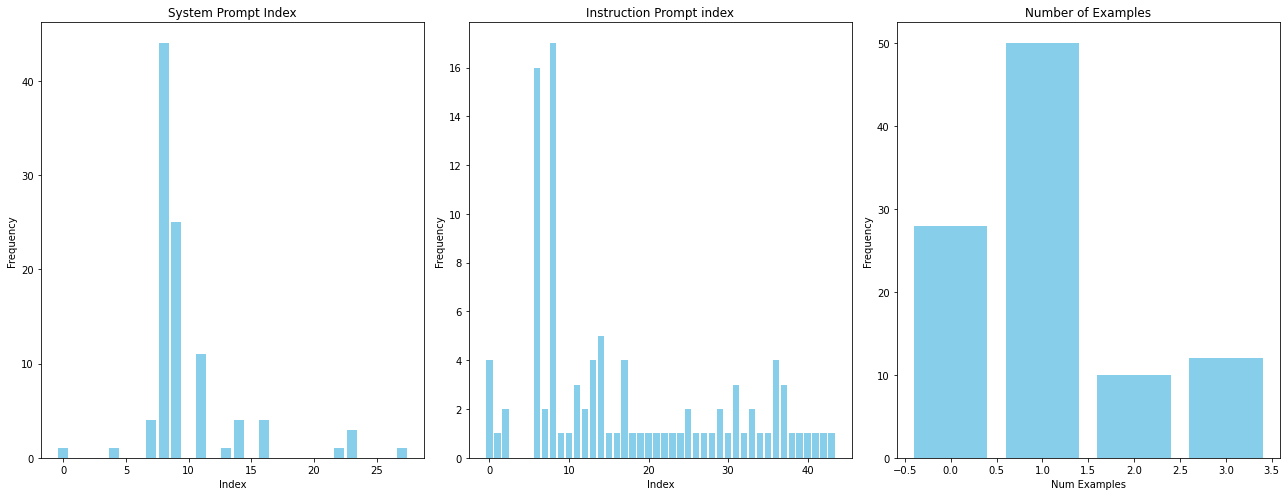 System Prompt Index
Frequency
40
30
20
10
0
0 5 10 15 20 25
Index
Instruction Prompt index
Frequency
16
14
12
10
8
6
4
2
0
0 10 20 30 40
Index
Number of Examples
Frequency
50
40
30
20
10
0
−0.5 0.0 0.5 1.0 1.5 2.0 2.5 3.0 3.5
Num Examples